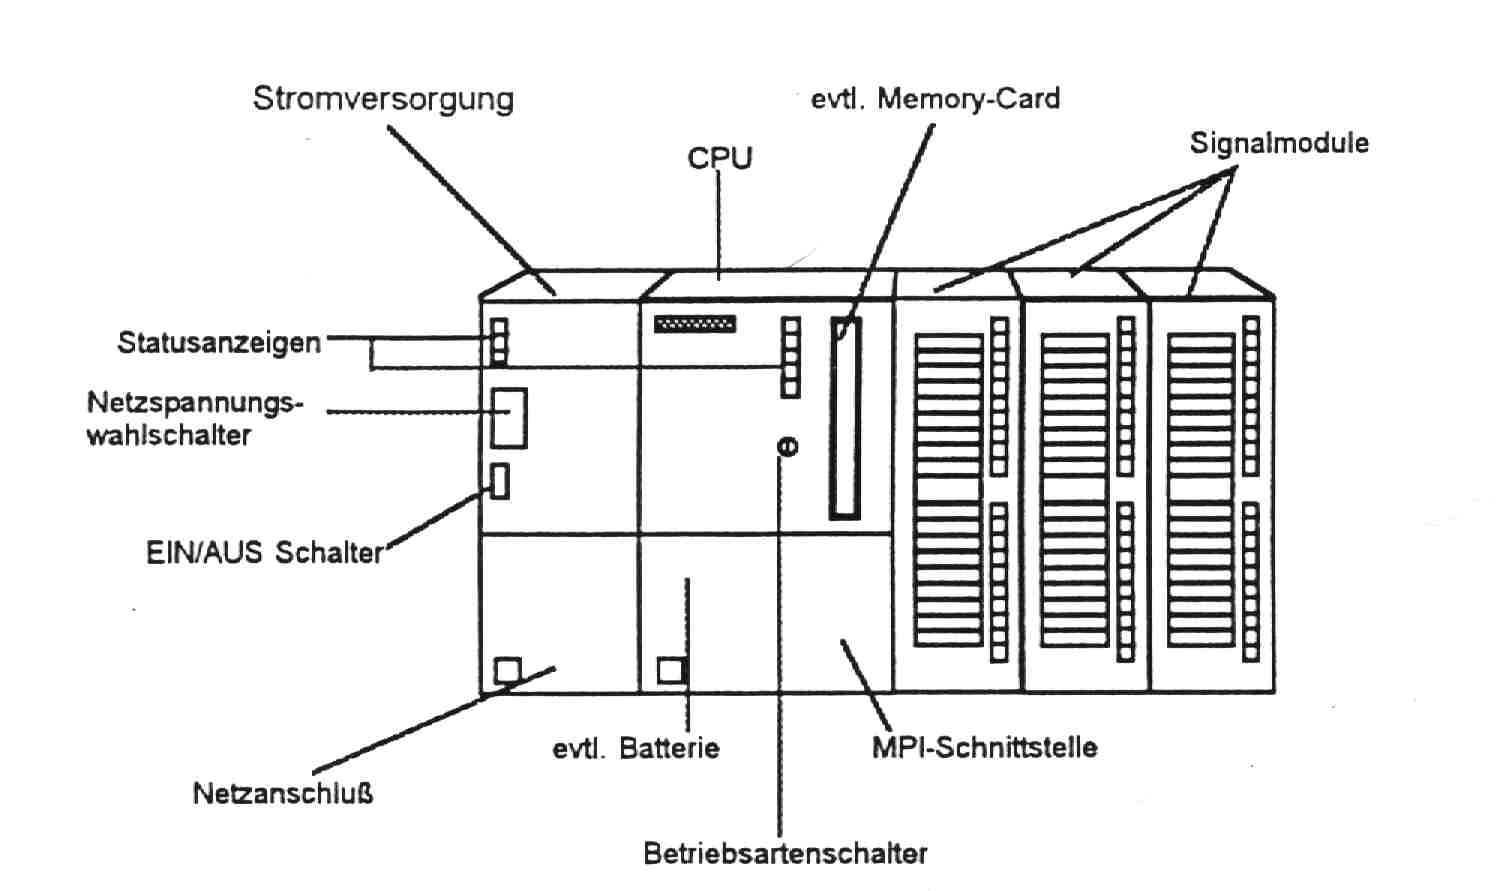 Stromversorgung
evtl. Memory-Card
CPU
Signalmodule
Statusanzeigen
Netzspannungs-
wahlschalter
EIN/AUS Schalter
evtl. Batterie
MPI-Schnittstelle
Netzanschluß
Betriebsartenschalter